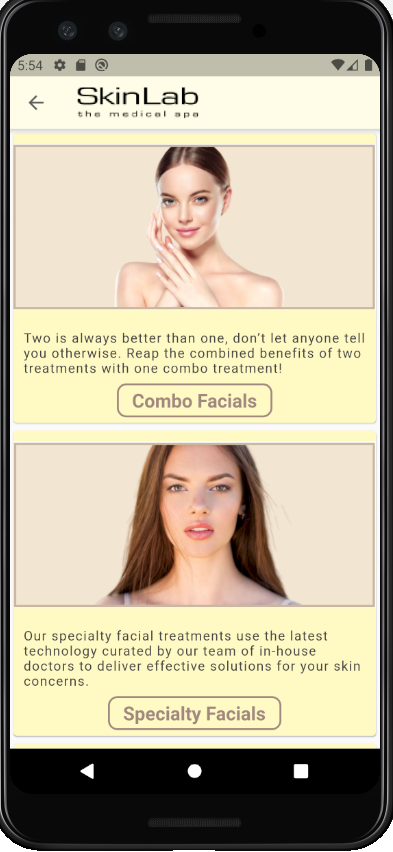 5:54
SkinLab
the medical spa
Two is always better than one, don't let anyone tell
you otherwise. Reap the combined benefits of two
treatments with one combo treatment!
Combo Facials
Our specialty facial treatments use the latest
technology curated by our team of in-house
doctors to deliver effective solutions for your skin
concerns.
Specialty Facials